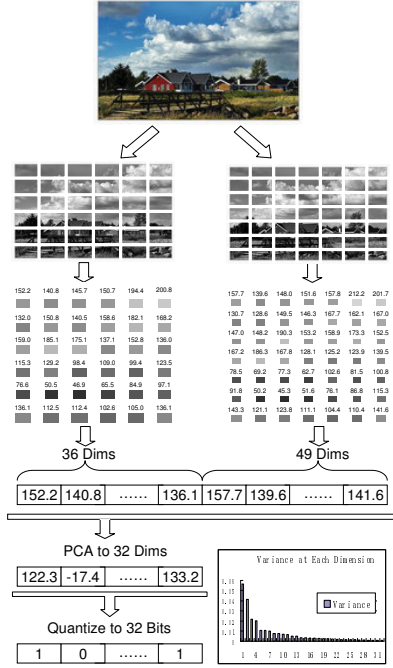 152.2 140.8 145.7 150.7 194.4 200.8
132.0 150.8 140.5 158.6 182.1 168.2
159.0 185.1 175.1 137.1 152.8 136.0
115.3 129.2 98.4 109.0 99.4 123.5
76.6 50.5 46.9 65.5 84.9 97.1
136.1 112.5 112.4 102.6 105.0 136.1
157.7 139.6 148.0 151.6 157.8 212.2 201.7
130.7 128.6 149.5 146.3 167.7 162.1 167.0
147.0 148.2 190.3 153.2 158.9 173.3 152.5
167.2 186.3 167.8 128.1 125.2 123.9 139.5
78.5 69.2 77.3 62.7 102.6 81.5 100.8
91.8 50.2 45.3 51.6 76.1 86.8 115.3
143.3 121.1 123.8 111.1 104.4 110.4 141.6
36 Dims 49 Dims
152.2 140.8 ...... 136.1 157.7 139.6 ...... 141.6
PCA to 32 Dims
122.3 -17.4 ...... 133.2
Quantize to 32 Bits
1 0 ...... 1
Variance at Each Dimension
Variance
0
1 4 7 10 13 16 19 22 25 28 31